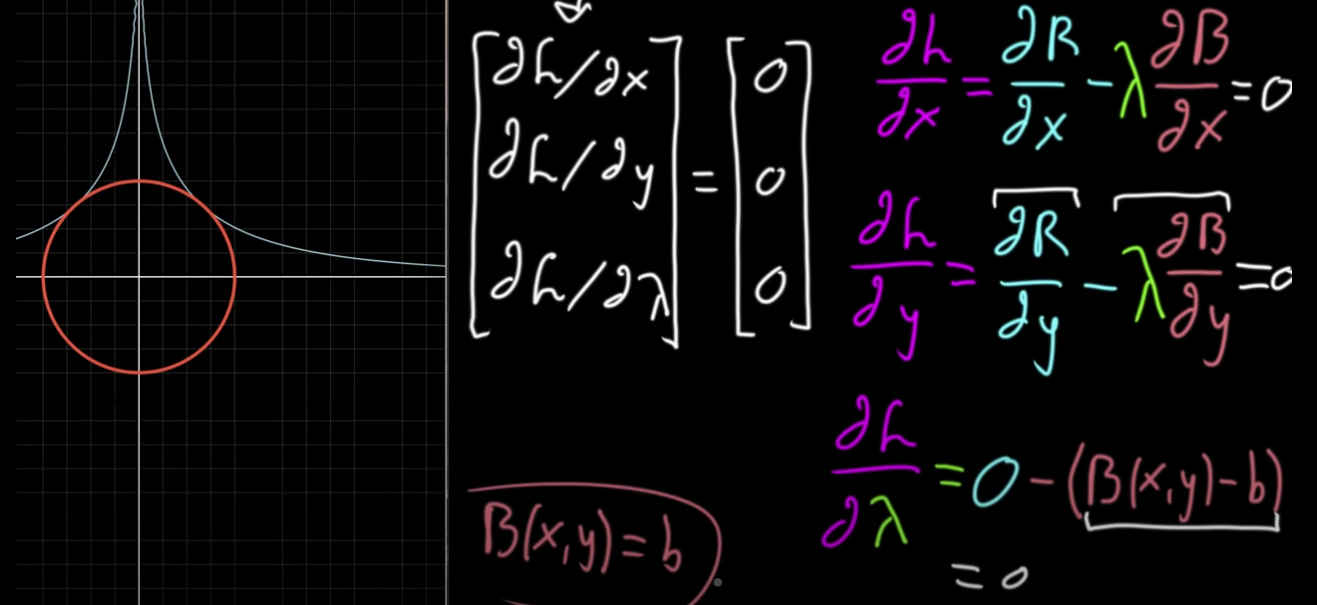 [∂ℒ/∂x] = [0]
[∂ℒ/∂y] = [0]
[∂ℒ/∂λ] = [0]
B(x,y) = b
∂ℒ/∂x = ∂R/∂x - λ ∂B/∂x = 0
∂ℒ/∂y = ∂R/∂y - λ ∂B/∂y = 0
∂ℒ/∂λ = 0 - (B(x,y) - b)
= 0